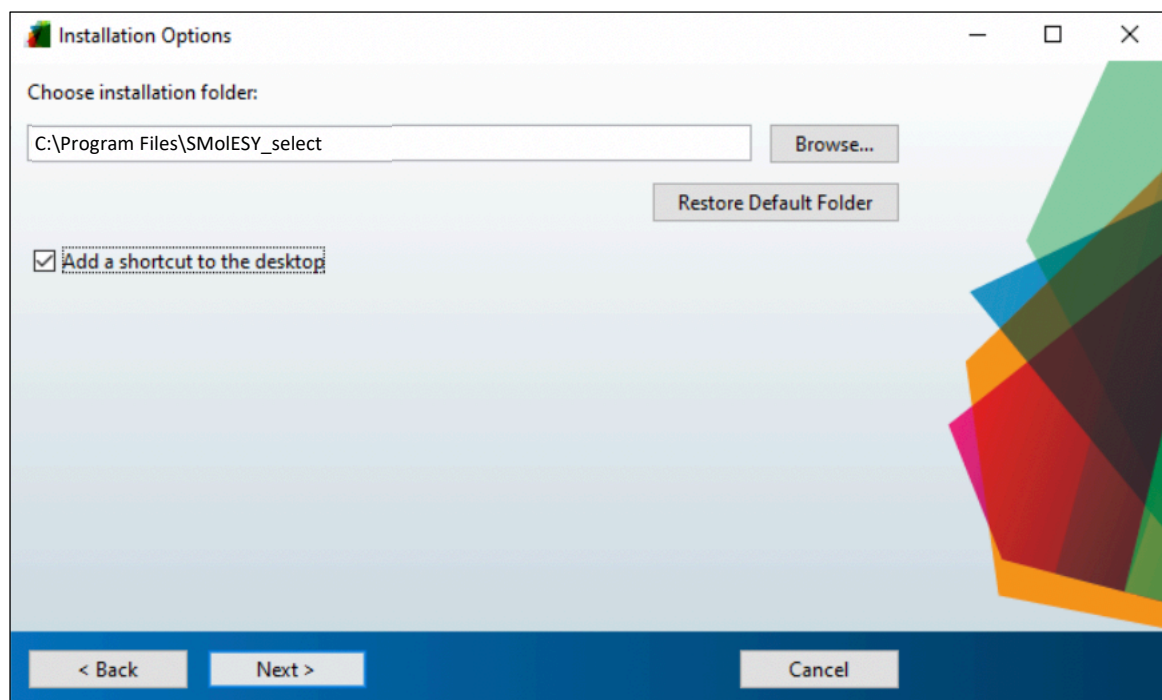 Installation Options
Choose installation folder:
C:\Program Files\SMolESY_select
Browse...
Restore Default Folder
Add a shortcut to the desktop
< Back Next > Cancel